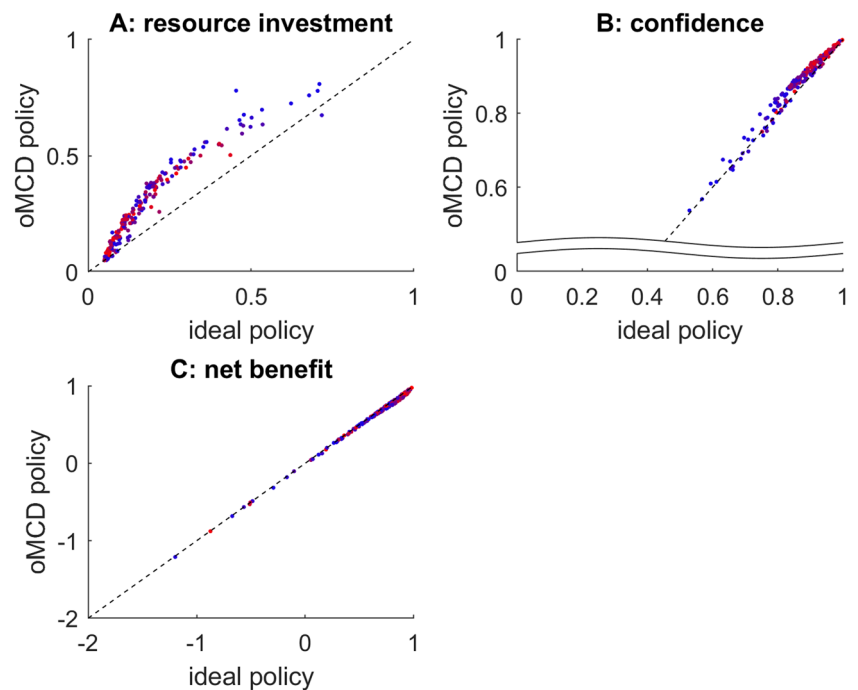 A: resource investment
1
0.5
0
oMCD policy
0
0.5
1
ideal policy
B: confidence
1
0.8
0.6
0
oMCD policy
0
0.2
0.4
0.6
0.8
1
ideal policy
C: net benefit
1
0
-1
-2
oMCD policy
-2
-1
0
1
ideal policy